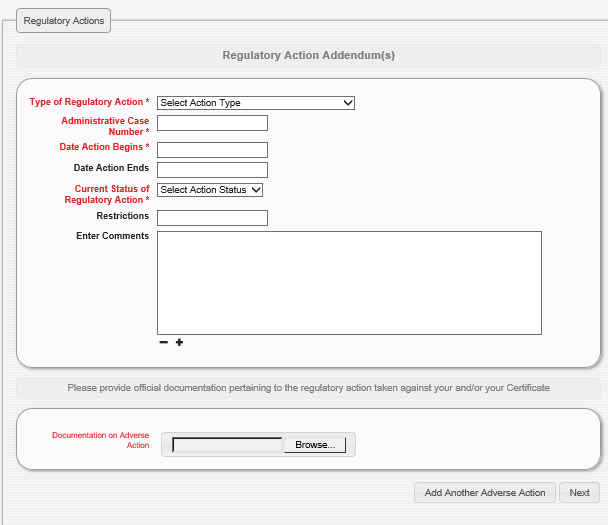 Regulatory Actions
Regulatory Action Addendum(s)
Type of Regulatory Action *
Select Action Type
Administrative Case
Number *
Date Action Begins *
Date Action Ends
Current Status of
Regulatory Action *
Select Action Status
Restrictions
Enter Comments
Please provide official documentation pertaining to the regulatory action taken against your and/or your Certificate
Documentation on Adverse
Action
Browse...
Add Another Adverse Action
Next